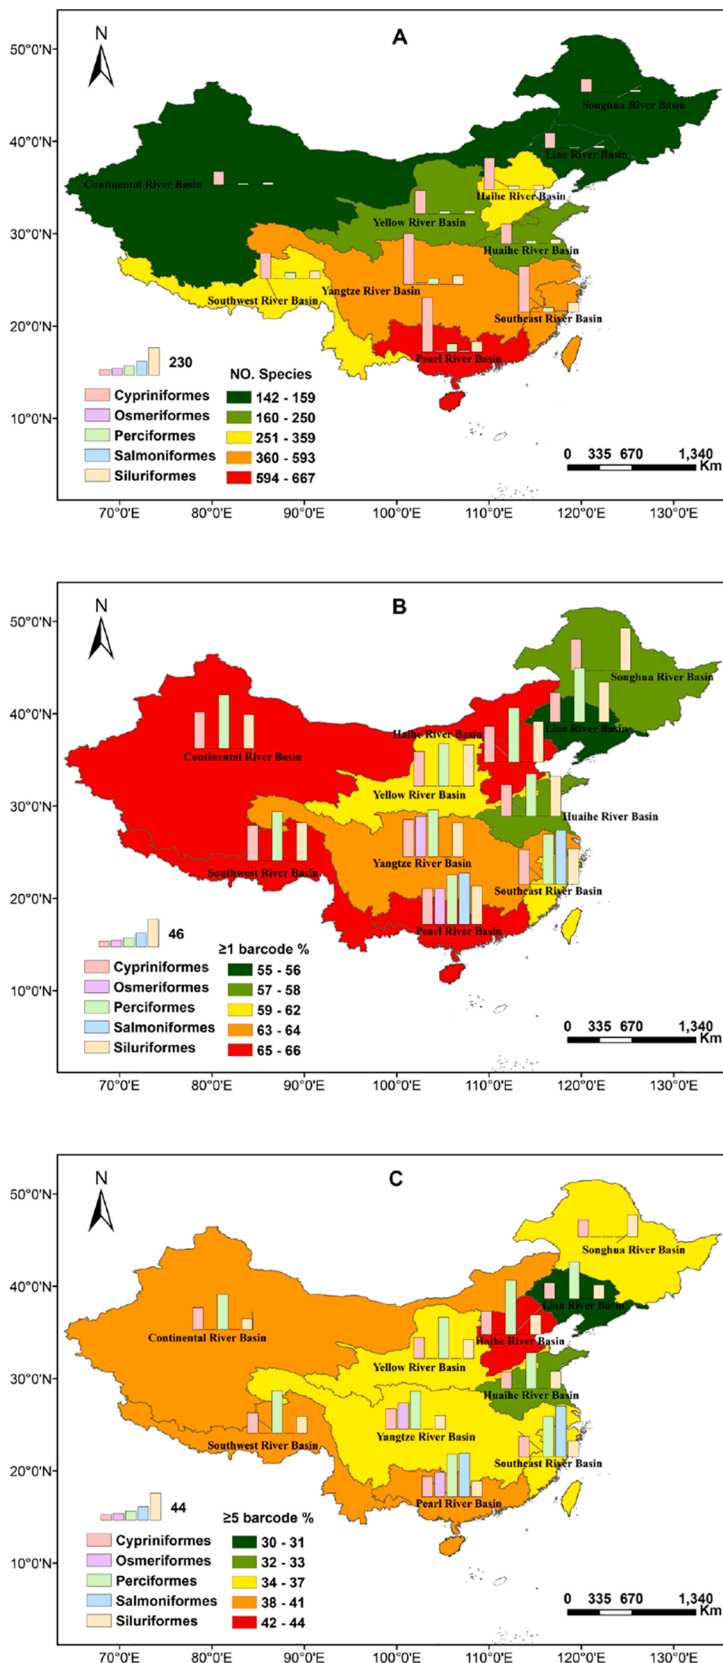 A
N
50°0'N
40°0'N
30°0'N
20°0'N
10°0'N
Songhua River Basin
Liao River Basin
Continental River Basin
Haihe River Basin
Yellow River Basin
Huaihe River Basin
Yangtze River Basin
Southwest River Basin
Southeast River Basin
Pearl River Basin
230
NO. Species
Cypriniformes 142 - 159
Osmeriformes 160 - 250
Perciformes 251 - 359
Salmoniformes 360 - 593
Siluriformes 594 - 667
0 335 670 1,340
Km
70°0'E 80°0'E 90°0'E 100°0'E 110°0'E 120°0'E 130°0'E
B
N
50°0'N
40°0'N
30°0'N
20°0'N
10°0'N
Songhua River Basin
Liao River Basin
Haihe River Basin
Continental River Basin
Yellow River Basin
Huaihe River Basin
Yangtze River Basin
Southwest River Basin
Southeast River Basin
Pearl River Basin
46
≥1 barcode %
Cypriniformes 55 - 56
Osmeriformes 57 - 58
Perciformes 59 - 62
Salmoniformes 63 - 64
Siluriformes 65 - 66
0 335 670 1,340
Km
70°0'E 80°0'E 90°0'E 100°0'E 110°0'E 120°0'E 130°0'E
C
N
50°0'N
40°0'N
30°0'N
20°0'N
10°0'N
Songhua River Basin
Liao River Basin
Continental River Basin
Haihe River Basin
Yellow River Basin
Huaihe River Basin
Yangtze River Basin
Southwest River Basin
Southeast River Basin
Pearl River Basin
44
≥5 barcode %
Cypriniformes 30 - 31
Osmeriformes 32 - 33
Perciformes 34 - 37
Salmoniformes 38 - 41
Siluriformes 42 - 44
0 335 670 1,340
Km
70°0'E 80°0'E 90°0'E 100°0'E 110°0'E 120°0'E 130°0'E